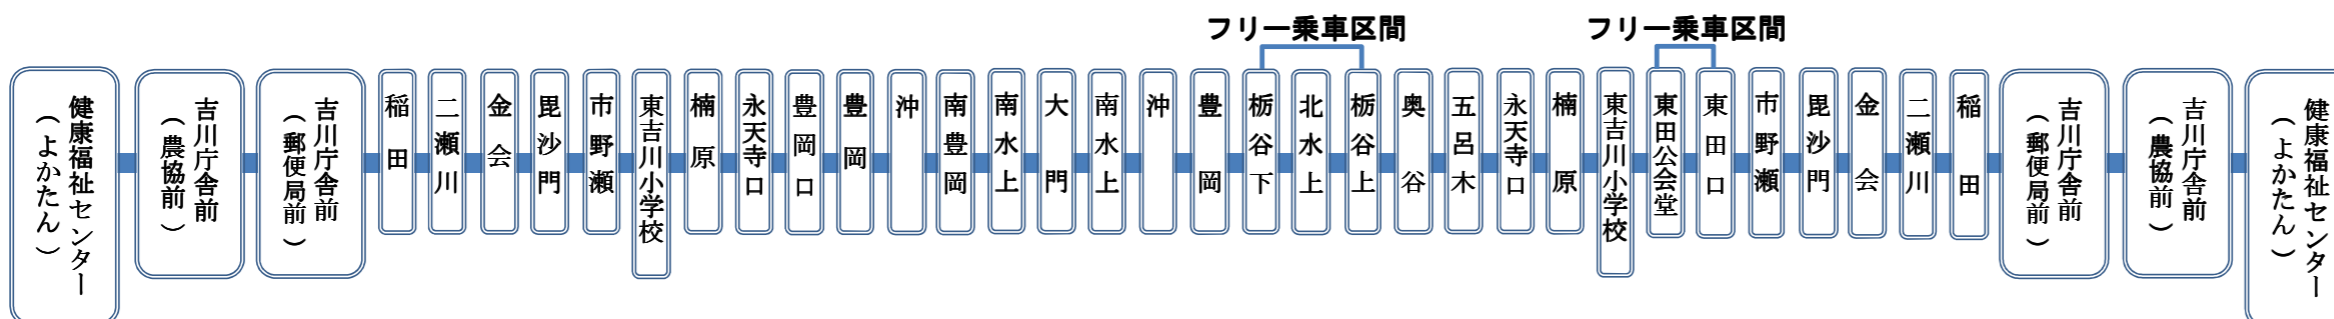 フリー乗車区間
フリー乗車区間
健康福祉センター
（よかたん）
吉川庁舎前
（農協前）
吉川庁舎前
（郵便局前）
稲田
二瀬川
金会
毘沙門
市野瀬
東吉川小学校
楠原
永天寺口
豊岡口
豊岡
沖
南豊岡
南水上
大門
南水上
沖
豊岡
栃谷下
北水上
栃谷上
奥谷
五呂木
永天寺口
楠原
東吉川小学校
東田公会堂
東田口
市野瀬
毘沙門
金会
二瀬川
稲田
吉川庁舎前
（郵便局前）
吉川庁舎前
（農協前）
健康福祉センター
（よかたん）